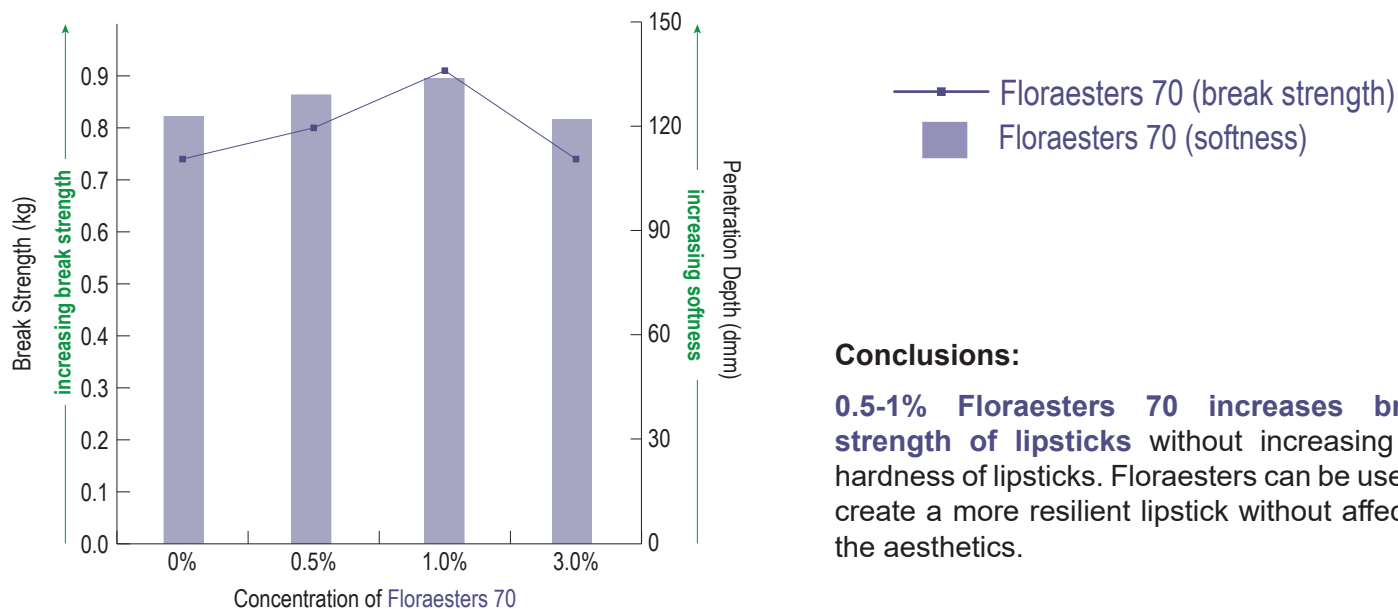 150
0.9
0.8
120
0.7
0.6
90
0.5
0.4
60
0.3
0.2
30
0.1
0.0
0
Break Strength (kg)
increasing break strength
increasing softness
Penetration Depth (dmm)
0% 0.5% 1.0% 3.0%
Concentration of Floraesters 70
Floraesters 70 (break strength)
Floraesters 70 (softness)
Conclusions:
0.5-1% Floraesters 70 increases
strength of lipsticks without increasing
hardness of lipsticks. Floraesters can be
create a more resilient lipstick without
the aesthetics.